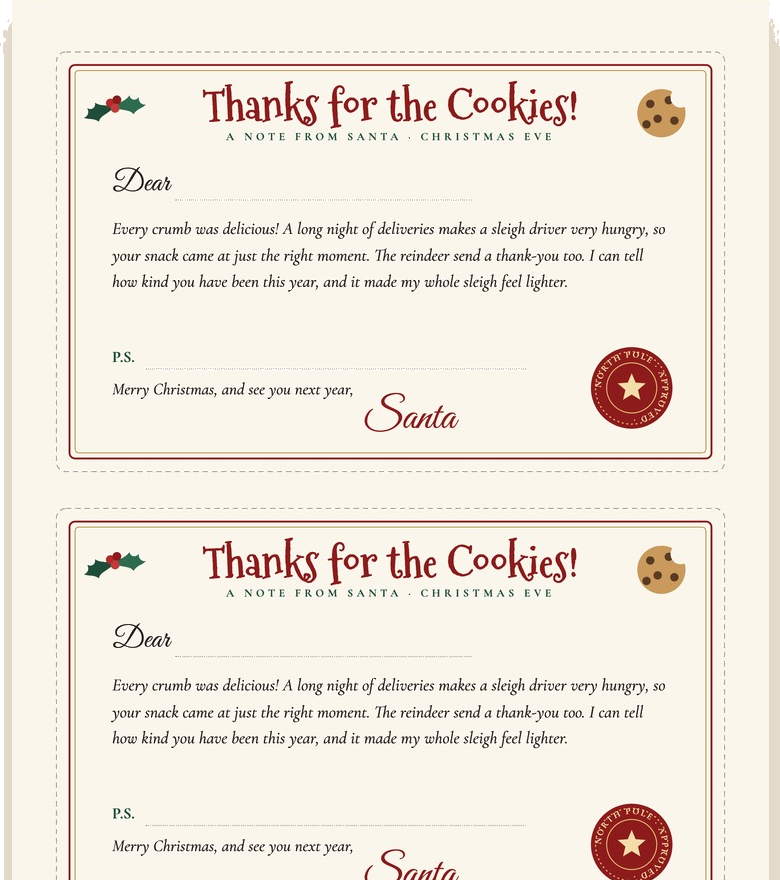 Thanks for the Cookies!
A NOTE FROM SANTA · CHRISTMAS EVE
Dear
Every crumb was delicious! A long night of deliveries makes a sleigh driver very hungry, so
your snack came at just the right moment. The reindeer send a thank-you too. I can tell
how kind you have been this year, and it made my whole sleigh feel lighter.
P.S.
NORTH POLE · APPROVED ·
Merry Christmas, and see you next year,
Santa
Thanks for the Cookies!
A NOTE FROM SANTA · CHRISTMAS EVE
Dear
Every crumb was delicious! A long night of deliveries makes a sleigh driver very hungry, so
your snack came at just the right moment. The reindeer send a thank-you too. I can tell
how kind you have been this year, and it made my whole sleigh feel lighter.
P.S.
NORTH POLE · APPROVED ·
Merry Christmas, and see you next year,
Santa